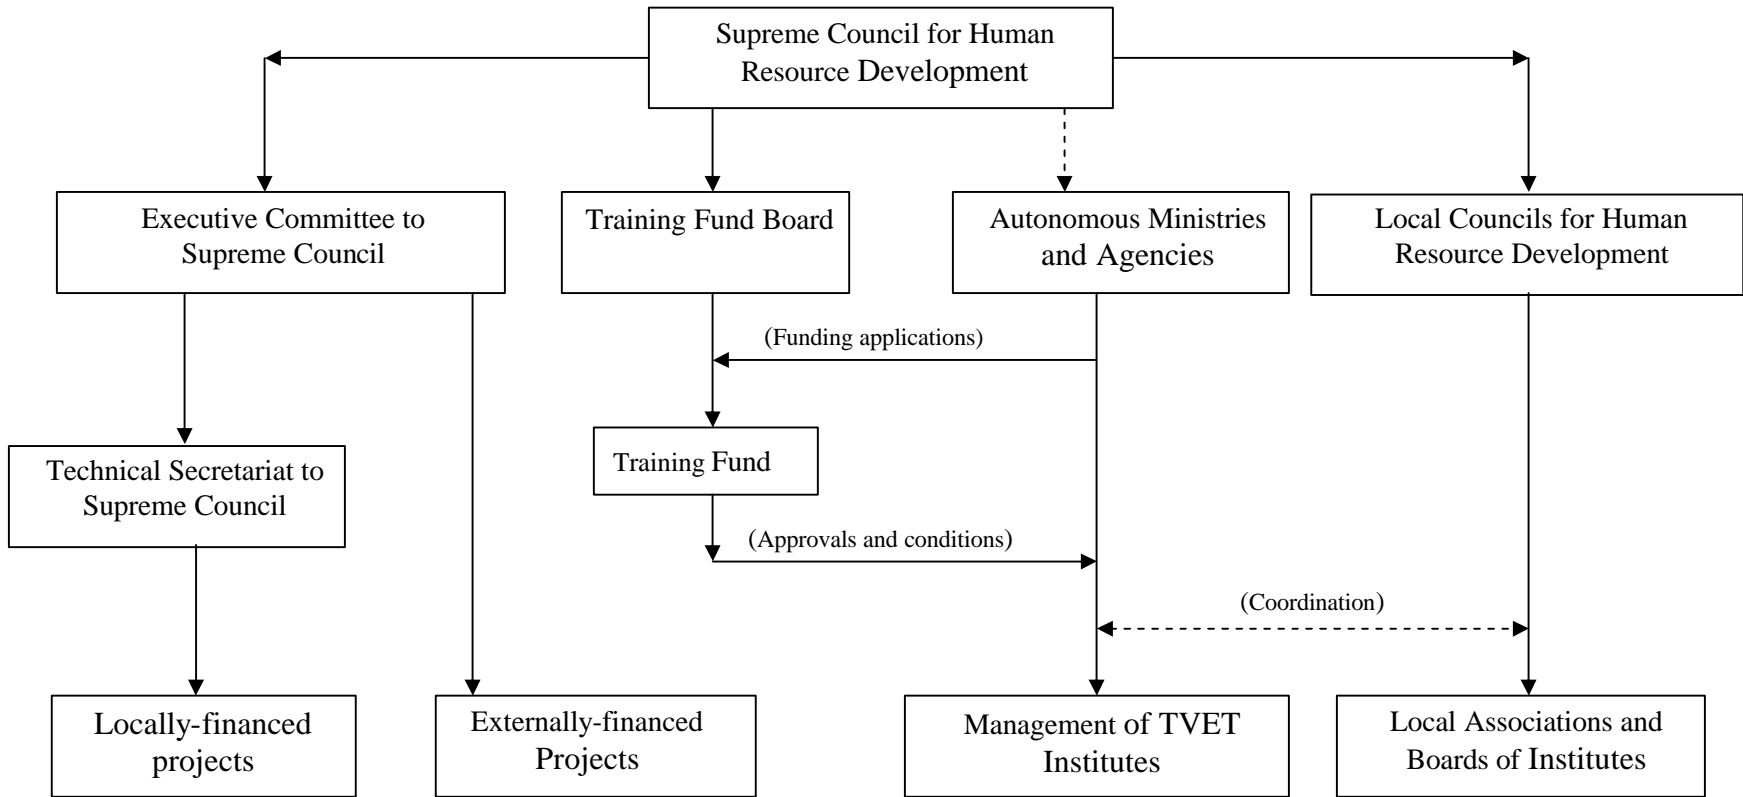 Supreme Council for Human
Resource Development
Executive Committee to
Supreme Council
Training Fund Board
Autonomous Ministries
and Agencies
Local Councils for Human
Resource Development
(Funding applications)
Technical Secretariat to
Supreme Council
Training Fund
(Approvals and conditions)
(Coordination)
Locally-financed
projects
Externally-financed
Projects
Management of TVET
Institutes
Local Associations and
Boards of Institutes